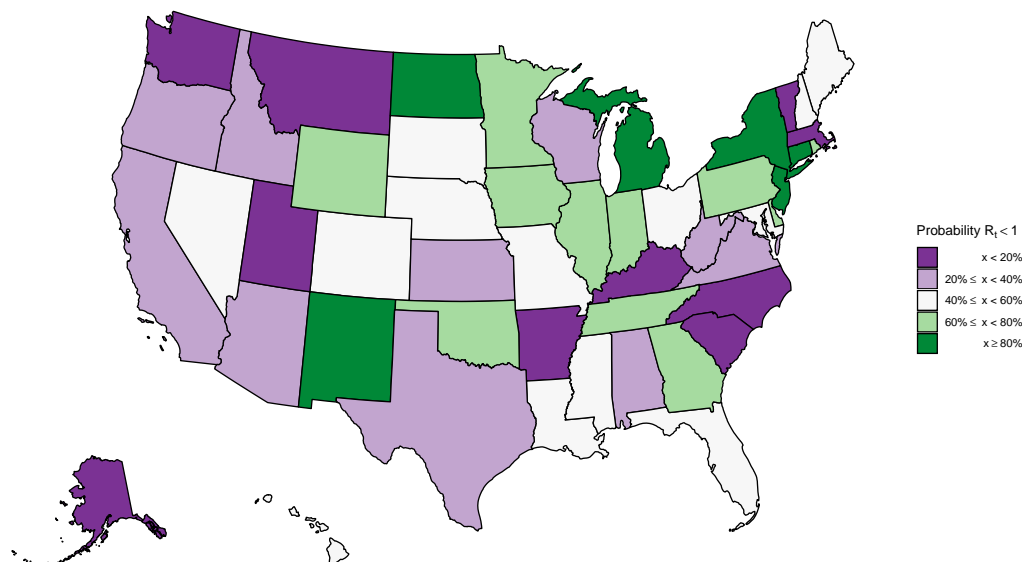 Probability Rₜ < 1
x < 20%
20% ≤ x < 40%
40% ≤ x < 60%
60% ≤ x < 80%
x ≥ 80%